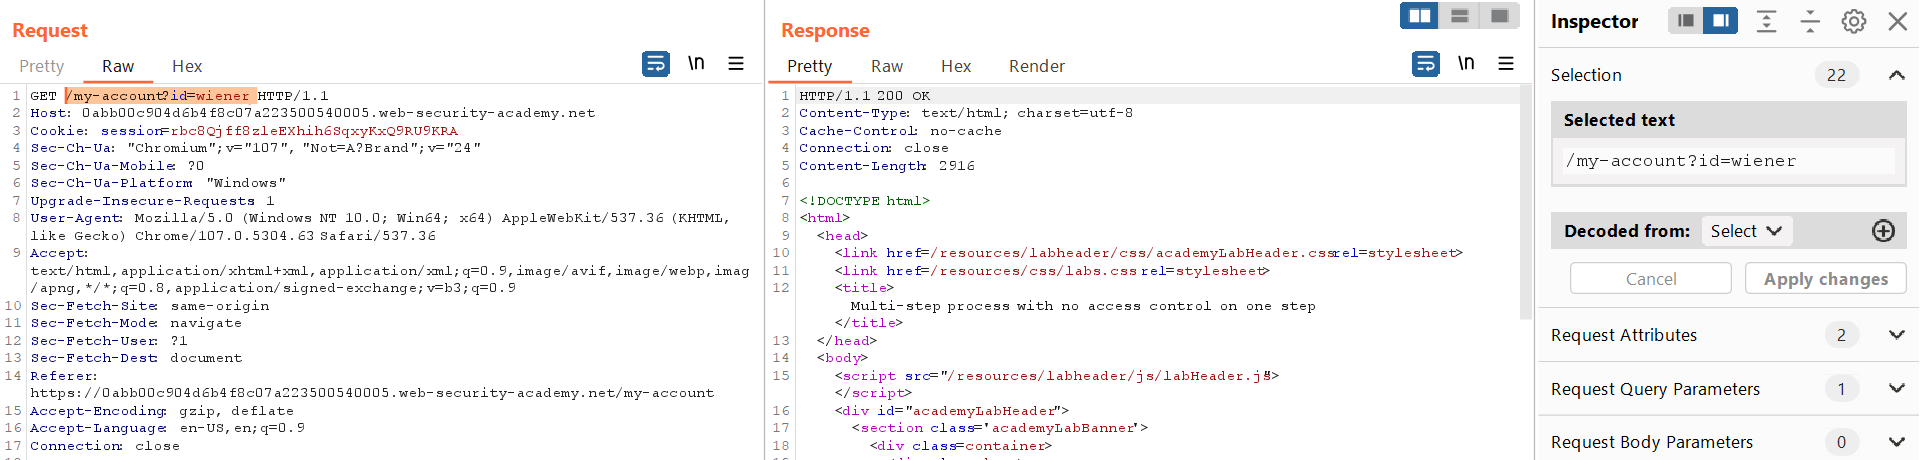 Request
Pretty Raw Hex \n
1 GET /my-account?id=wiener HTTP/1.1
2 Host: 0abb00c904d6b4f8c07a223500540005.web-security-academy.net
3 Cookie: session=rbc8Qjff8zleEXhih6SqxyKxQ9RU9KRA
4 Sec-Ch-Ua: "Chromium";v="107", "Not=A?Brand";v="24"
5 Sec-Ch-Ua-Mobile: ?0
6 Sec-Ch-Ua-Platform: "Windows"
7 Upgrade-Insecure-Requests: 1
8 User-Agent: Mozilla/5.0 (Windows NT 10.0; Win64; x64) AppleWebKit/537.36 (KHTML,
like Gecko) Chrome/107.0.5304.63 Safari/537.36
9 Accept:
text/html,application/xhtml+xml,application/xml;q=0.9,image/avif,image/webp,imag
/apng,*/*;q=0.8,application/signed-exchange;v=b3;q=0.9
10 Sec-Fetch-Site: same-origin
11 Sec-Fetch-Mode: navigate
12 Sec-Fetch-User: ?1
13 Sec-Fetch-Dest: document
14 Referer:
https://0abb00c904d6b4f8c07a223500540005.web-security-academy.net/my-account
15 Accept-Encoding: gzip, deflate
16 Accept-Language: en-US,en;q=0.9
17 Connection: close
Response
Pretty Raw Hex Render \n
1 HTTP/1.1 200 OK
2 Content-Type: text/html; charset=utf-8
3 Cache-Control: no-cache
4 Connection: close
5 Content-Length: 2916
6
7 <!DOCTYPE html>
8 <html>
9 <head>
10 <link href=/resources/labheader/css/academyLabHeader.css rel=stylesheet>
11 <link href=/resources/css/labs.css rel=stylesheet>
12 <title>
Multi-step process with no access control on one step
</title>
13 </head>
14 <body>
15 <script src="/resources/labheader/js/labHeader.js">
</script>
16 <div id="academyLabHeader">
17 <section class='academyLabBanner'>
18 <div class=container>
Inspector
Selection 22
Selected text
/my-account?id=wiener
Decoded from: Select
Cancel Apply changes
Request Attributes 2
Request Query Parameters 1
Request Body Parameters 0